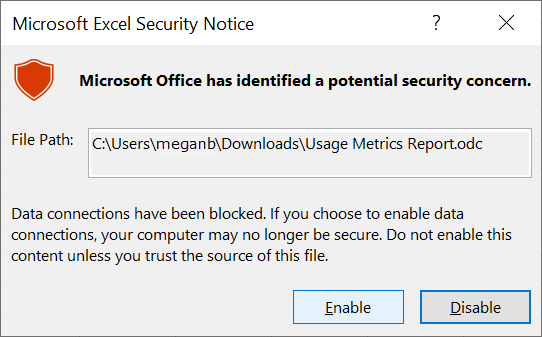 Microsoft Excel Security Notice
?
Microsoft Office has identified a potential security concern.
File Path: C:\Users\meganb\Downloads\Usage Metrics Report.odc
Data connections have been blocked. If you choose to enable data
connections, your computer may no longer be secure. Do not enable this
content unless you trust the source of this file.
Enable Disable